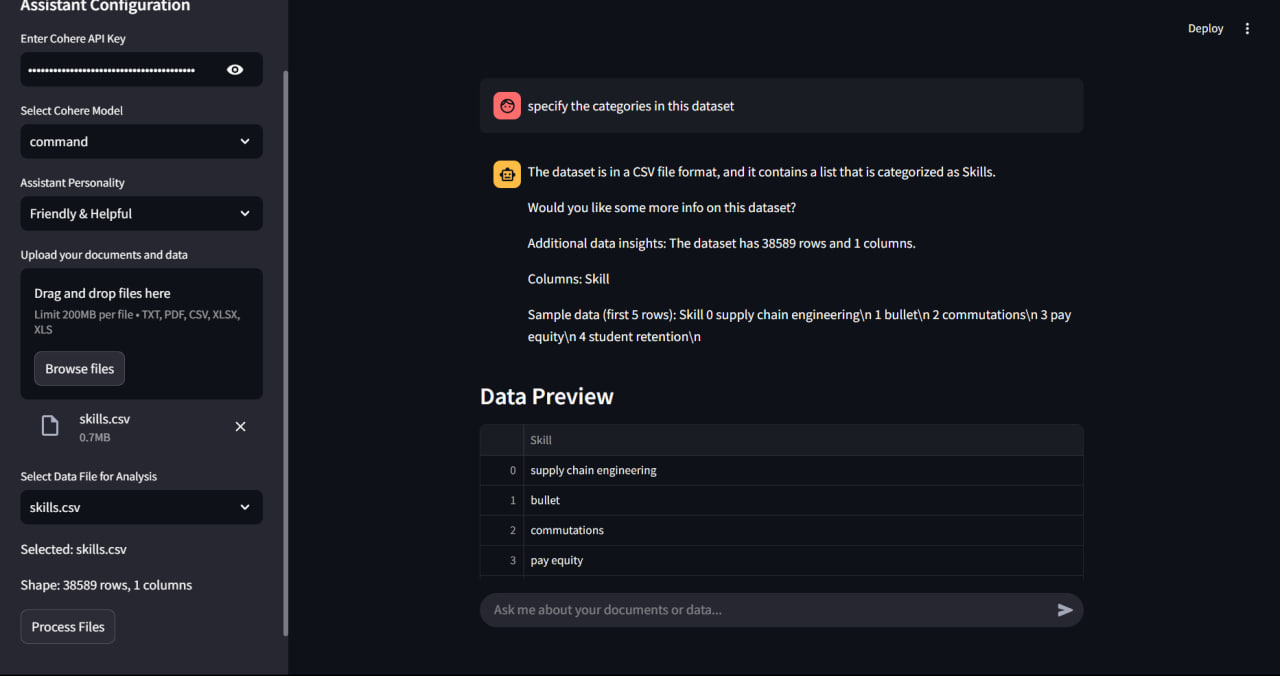 Assistant Configuration
Enter Cohere API Key
Select Cohere Model
command
Assistant Personality
Friendly & Helpful
Upload your documents and data
Drag and drop files here
Limit 200MB per file • TXT, PDF, CSV, XLSX,
XLS
Browse files
skills.csv
0.7MB
Select Data File for Analysis
skills.csv
Selected: skills.csv
Shape: 38589 rows, 1 columns
Process Files
Deploy
specify the categories in this dataset
The dataset is in a CSV file format, and it contains a list that is categorized as Skills.
Would you like some more info on this dataset?
Additional data insights: The dataset has 38589 rows and 1 columns.
Columns: Skill
Sample data (first 5 rows): Skill 0 supply chain engineering\n 1 bullet\n 2 commutations\n 3 pay
equity\n 4 student retention\n
Data Preview
Skill
0 supply chain engineering
1 bullet
2 commutations
3 pay equity
Ask me about your documents or data...